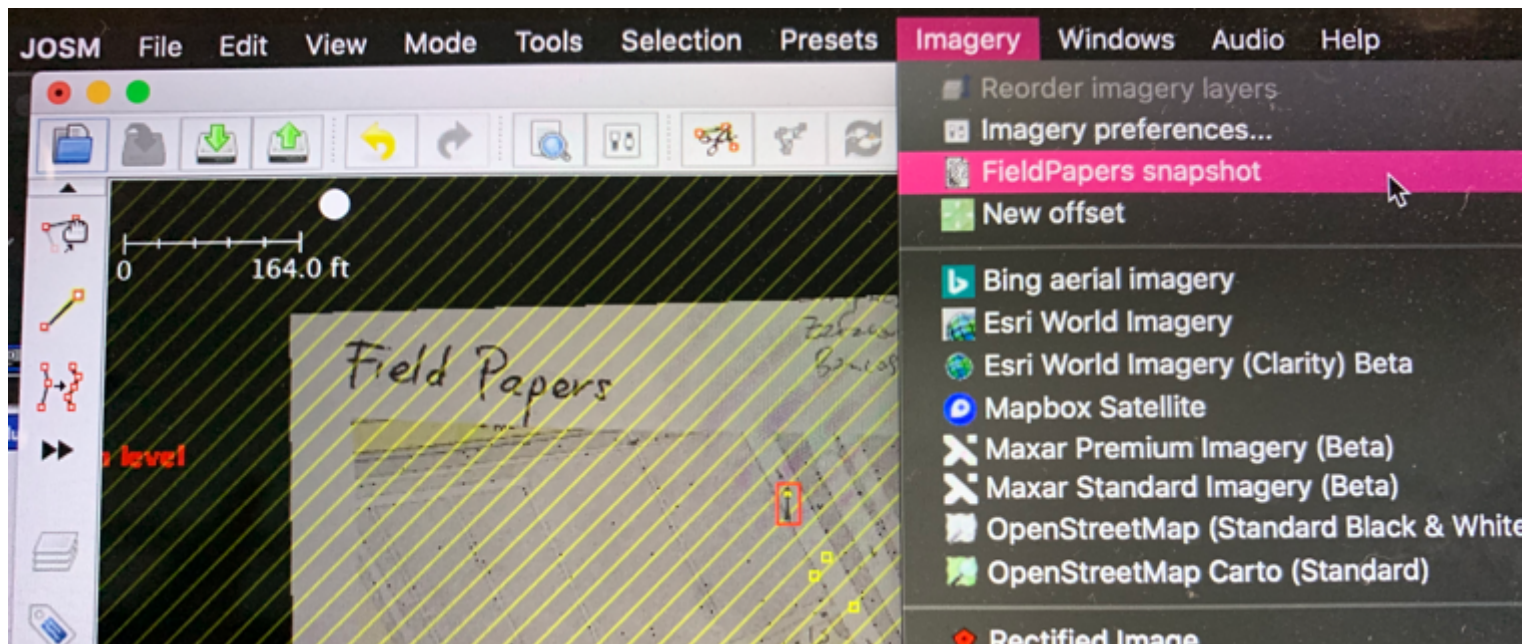 JOSM File Edit View Mode Tools Selection Presets Imagery Windows Audio Help
Reorder imagery layers
Imagery preferences...
FieldPapers snapshot
New offset
0 164.0 ft
Bing aerial imagery
Esri World Imagery
Esri World Imagery (Clarity) Beta
Mapbox Satellite
Maxar Premium Imagery (Beta)
Maxar Standard Imagery (Beta)
OpenStreetMap (Standard Black & White
OpenStreetMap Carto (Standard)
Rectified Image
Field Papers
level